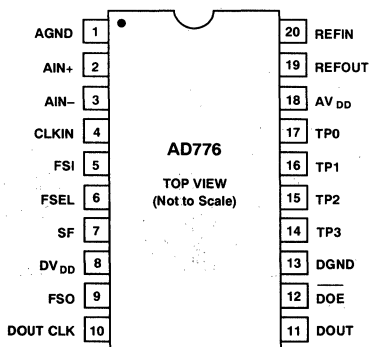 AGND 1 20 REFIN
AIN+ 2 19 REFOUT
AIN– 3 18 AVDD
CLKIN 4 17 TP0
AD776
FSI 5 16 TP1
TOP VIEW
FSEL 6 15 TP2
(Not to Scale)
SF 7 14 TP3
DVDD 8 13 DGND
FSO 9 12 DOE
DOUT CLK 10 11 DOUT